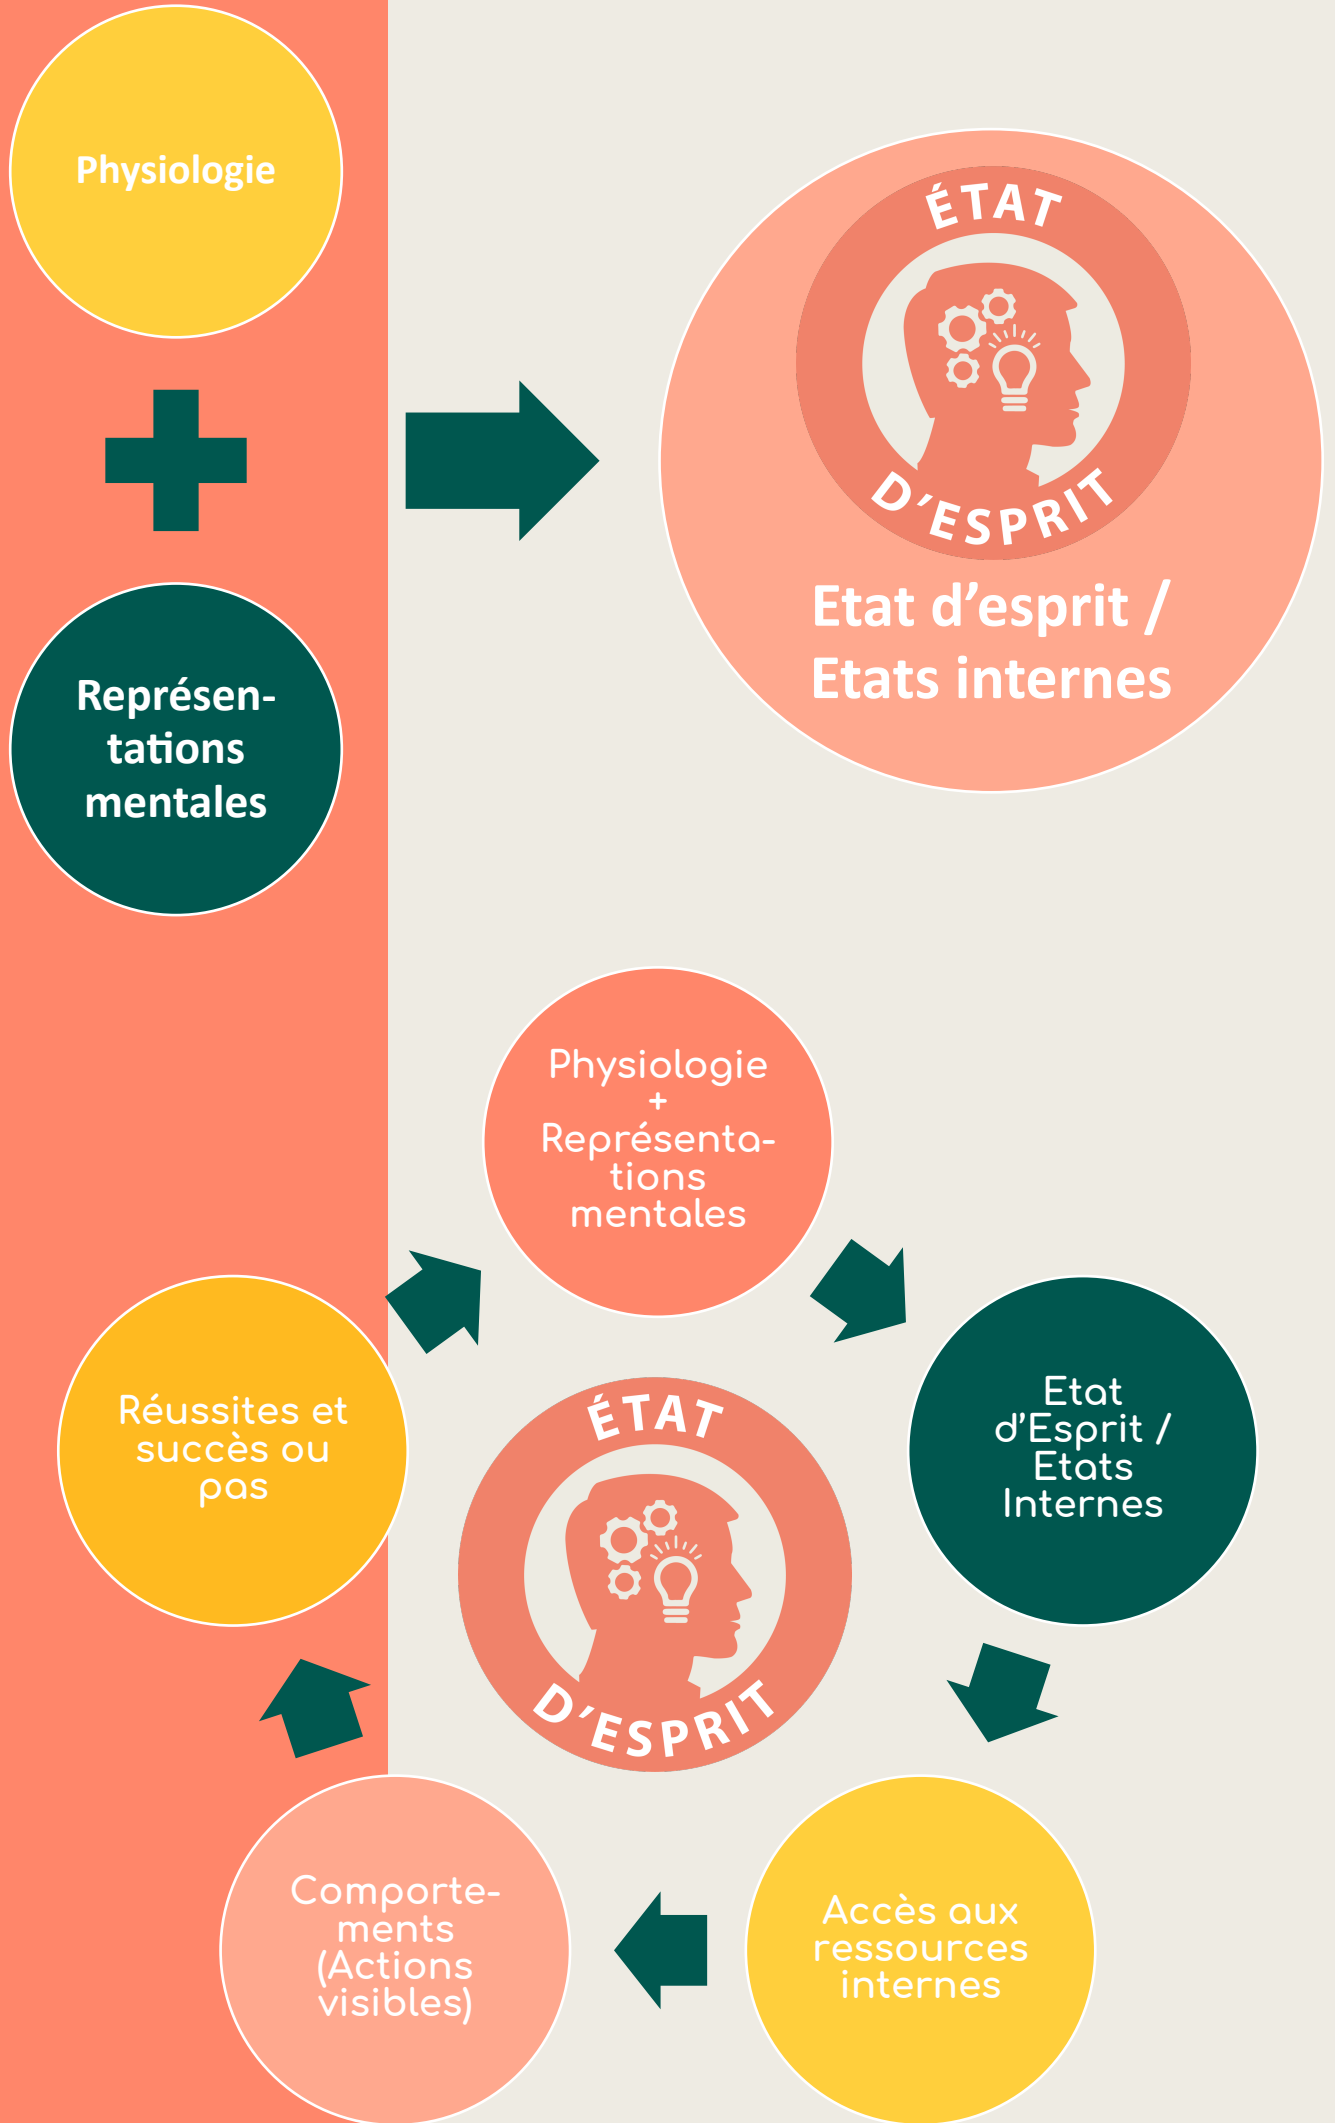 Physiologie
Représen-
tations
mentales
ÉTAT
D'ESPRIT
Etat d’esprit /
Etats internes
Physiologie
+
Représenta-
tions
mentales
Etat
d'Esprit /
Etats
Internes
Accès aux
ressources
internes
Comporte-
ments
(Actions
visibles)
Réussites et
succès ou
pas
ÉTAT
D'ESPRIT